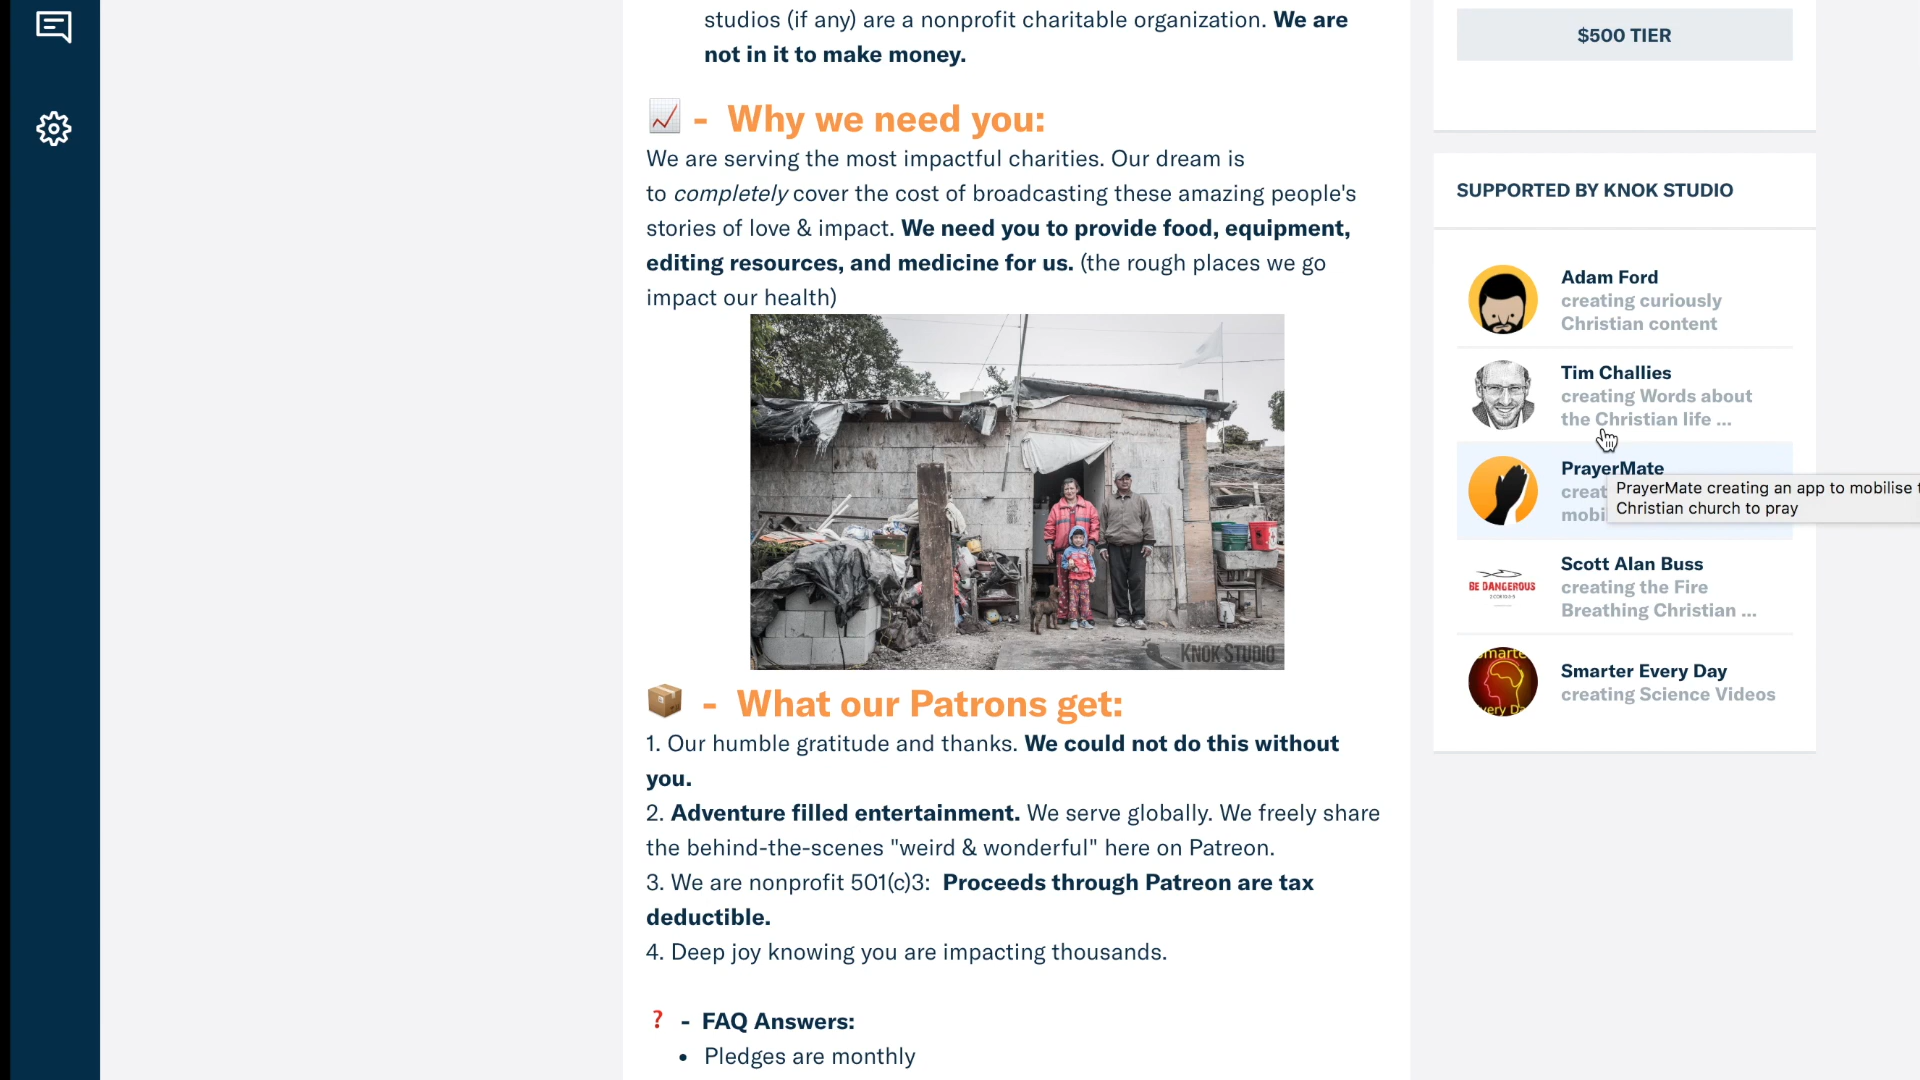 studios (if any) are a nonprofit charitable organization. We are
not in it to make money.
- Why we need you:
We are serving the most impactful charities. Our dream is
to completely cover the cost of broadcasting these amazing people's
stories of love & impact. We need you to provide food, equipment,
editing resources, and medicine for us. (the rough places we go
impact our health)
KNOK STUDIO
- What our Patrons get:
1. Our humble gratitude and thanks. We could not do this without
you.
2. Adventure filled entertainment. We serve globally. We freely share
the behind-the-scenes "weird & wonderful" here on Patreon.
3. We are nonprofit 501(c)3: Proceeds through Patreon are tax
deductible.
4. Deep joy knowing you are impacting thousands.
❓ - FAQ Answers:
• Pledges are monthly
$500 TIER
SUPPORTED BY KNOK STUDIO
Adam Ford
creating curiously
Christian content
Tim Challies
creating Words about
the Christian life ...
PrayerMate
creat
mobi
PrayerMate creating an app to mobilise t
Christian church to pray
BE DANGEROUS
Scott Alan Buss
creating the Fire
Breathing Christian ...
Smarter Every Day
creating Science Videos